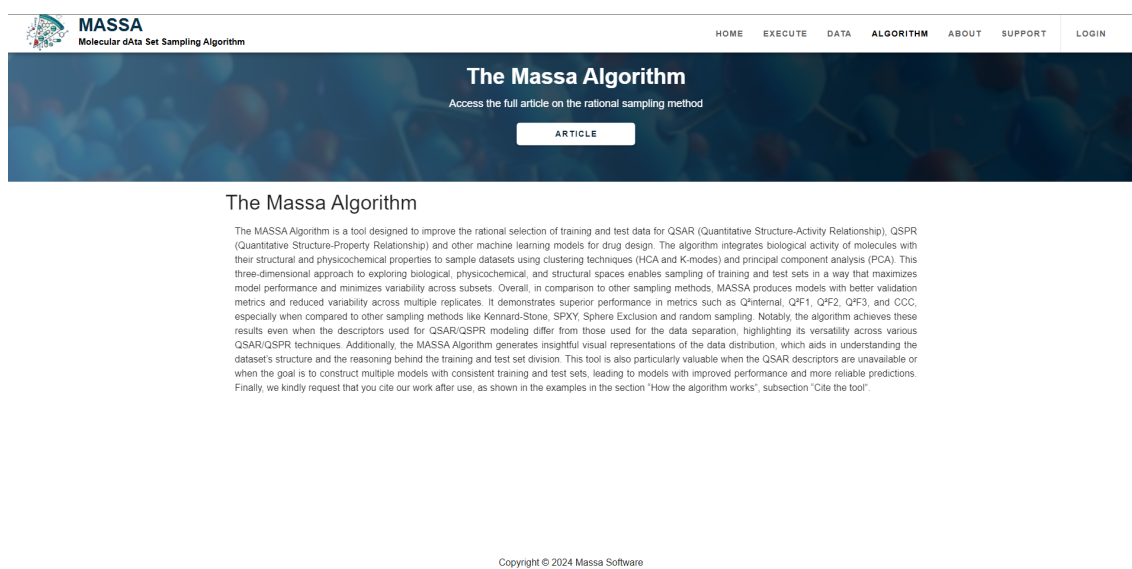 MASSA
Molecular dAta Set Sampling Algorithm
HOME EXECUTE DATA ALGORITHM ABOUT SUPPORT LOGIN
The Massa Algorithm
Access the full article on the rational sampling method
ARTICLE
The Massa Algorithm
The MASSA Algorithm is a tool designed to improve the rational selection of training and test data for QSAR (Quantitative Structure-Activity Relationship), QSPR
(Quantitative Structure-Property Relationship) and other machine learning models for drug design. The algorithm integrates biological activity of molecules with
their structural and physicochemical properties to sample datasets using clustering techniques (HCA and K-modes) and principal component analysis (PCA). This
three-dimensional approach to exploring biological, physicochemical, and structural spaces enables sampling of training and test sets in a way that maximizes
model performance and minimizes variability across subsets. Overall, in comparison to other sampling methods, MASSA produces models with better validation
metrics and reduced variability across multiple replicates. It demonstrates superior performance in metrics such as Q²internal, Q²F1, Q²F2, Q²F3, and CCC,
especially when compared to other sampling methods like Kennard-Stone, SPXY, Sphere Exclusion and random sampling. Notably, the algorithm achieves these
results even when the descriptors used for QSAR/QSPR modeling differ from those used for the data separation, highlighting its versatility across various
QSAR/QSPR techniques. Additionally, the MASSA Algorithm generates insightful visual representations of the data distribution, which aids in understanding the
dataset's structure and the reasoning behind the training and test set division. This tool is also particularly valuable when the QSAR descriptors are unavailable or
when the goal is to construct multiple models with consistent training and test sets, leading to models with improved performance and more reliable predictions.
Finally, we kindly request that you cite our work after use, as shown in the examples in the section "How the algorithm works", subsection "Cite the tool".
Copyright © 2024 Massa Software